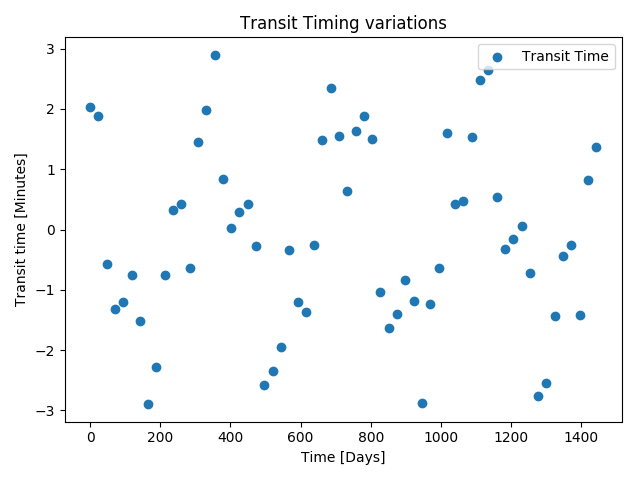 Transit Timing variations
Transit Time
3
2
1
0
−1
−2
−3
Transit time [Minutes]
0 200 400 600 800 1000 1200 1400
Time [Days]